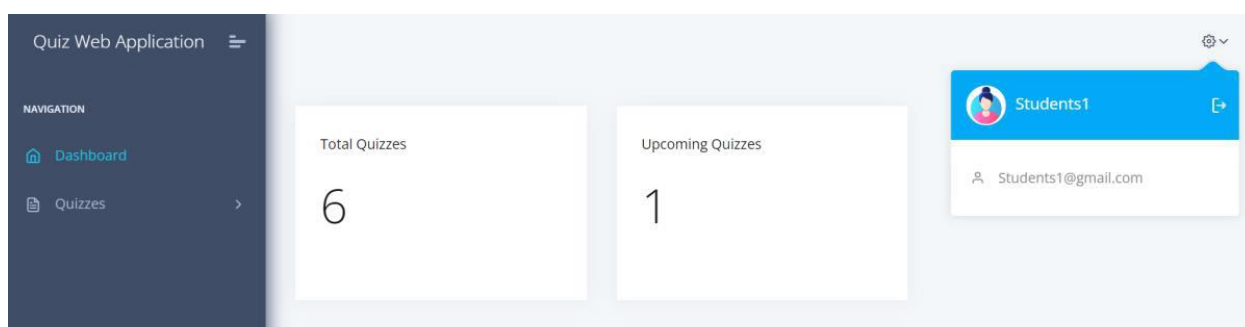 Quiz Web Application
NAVIGATION
Dashboard
Quizzes
Total Quizzes
6
Upcoming Quizzes
1
Students1
Students1@gmail.com